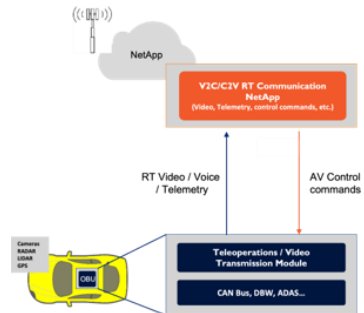 NetApp
V2C/C2V RT Communication
NetApp
(Video, Telemetry, control commands, etc.)
RT Video / Voice
/ Telemetry
AV Control
commands
Cameras
RADAR
LIDAR
GPS
OBU
Teleoperations / Video
Transmission Module
CAN Bus, DBW, ADAS...